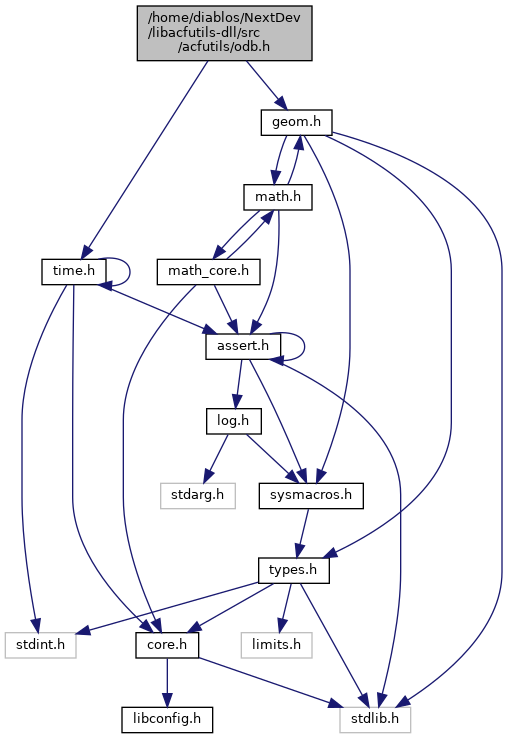 /home/diablos/NextDev
/libacfutils-dll/src
/acfutils/odb.h
geom.h
math.h
time.h
math_core.h
assert.h
log.h
stdarg.h
sysmacros.h
types.h
stdint.h
core.h
limits.h
libconfig.h
stdlib.h